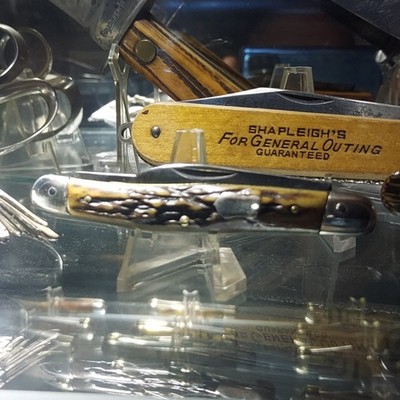 SHAPLEIGH'S
FOR GENERAL OUTING
GUARANTEED